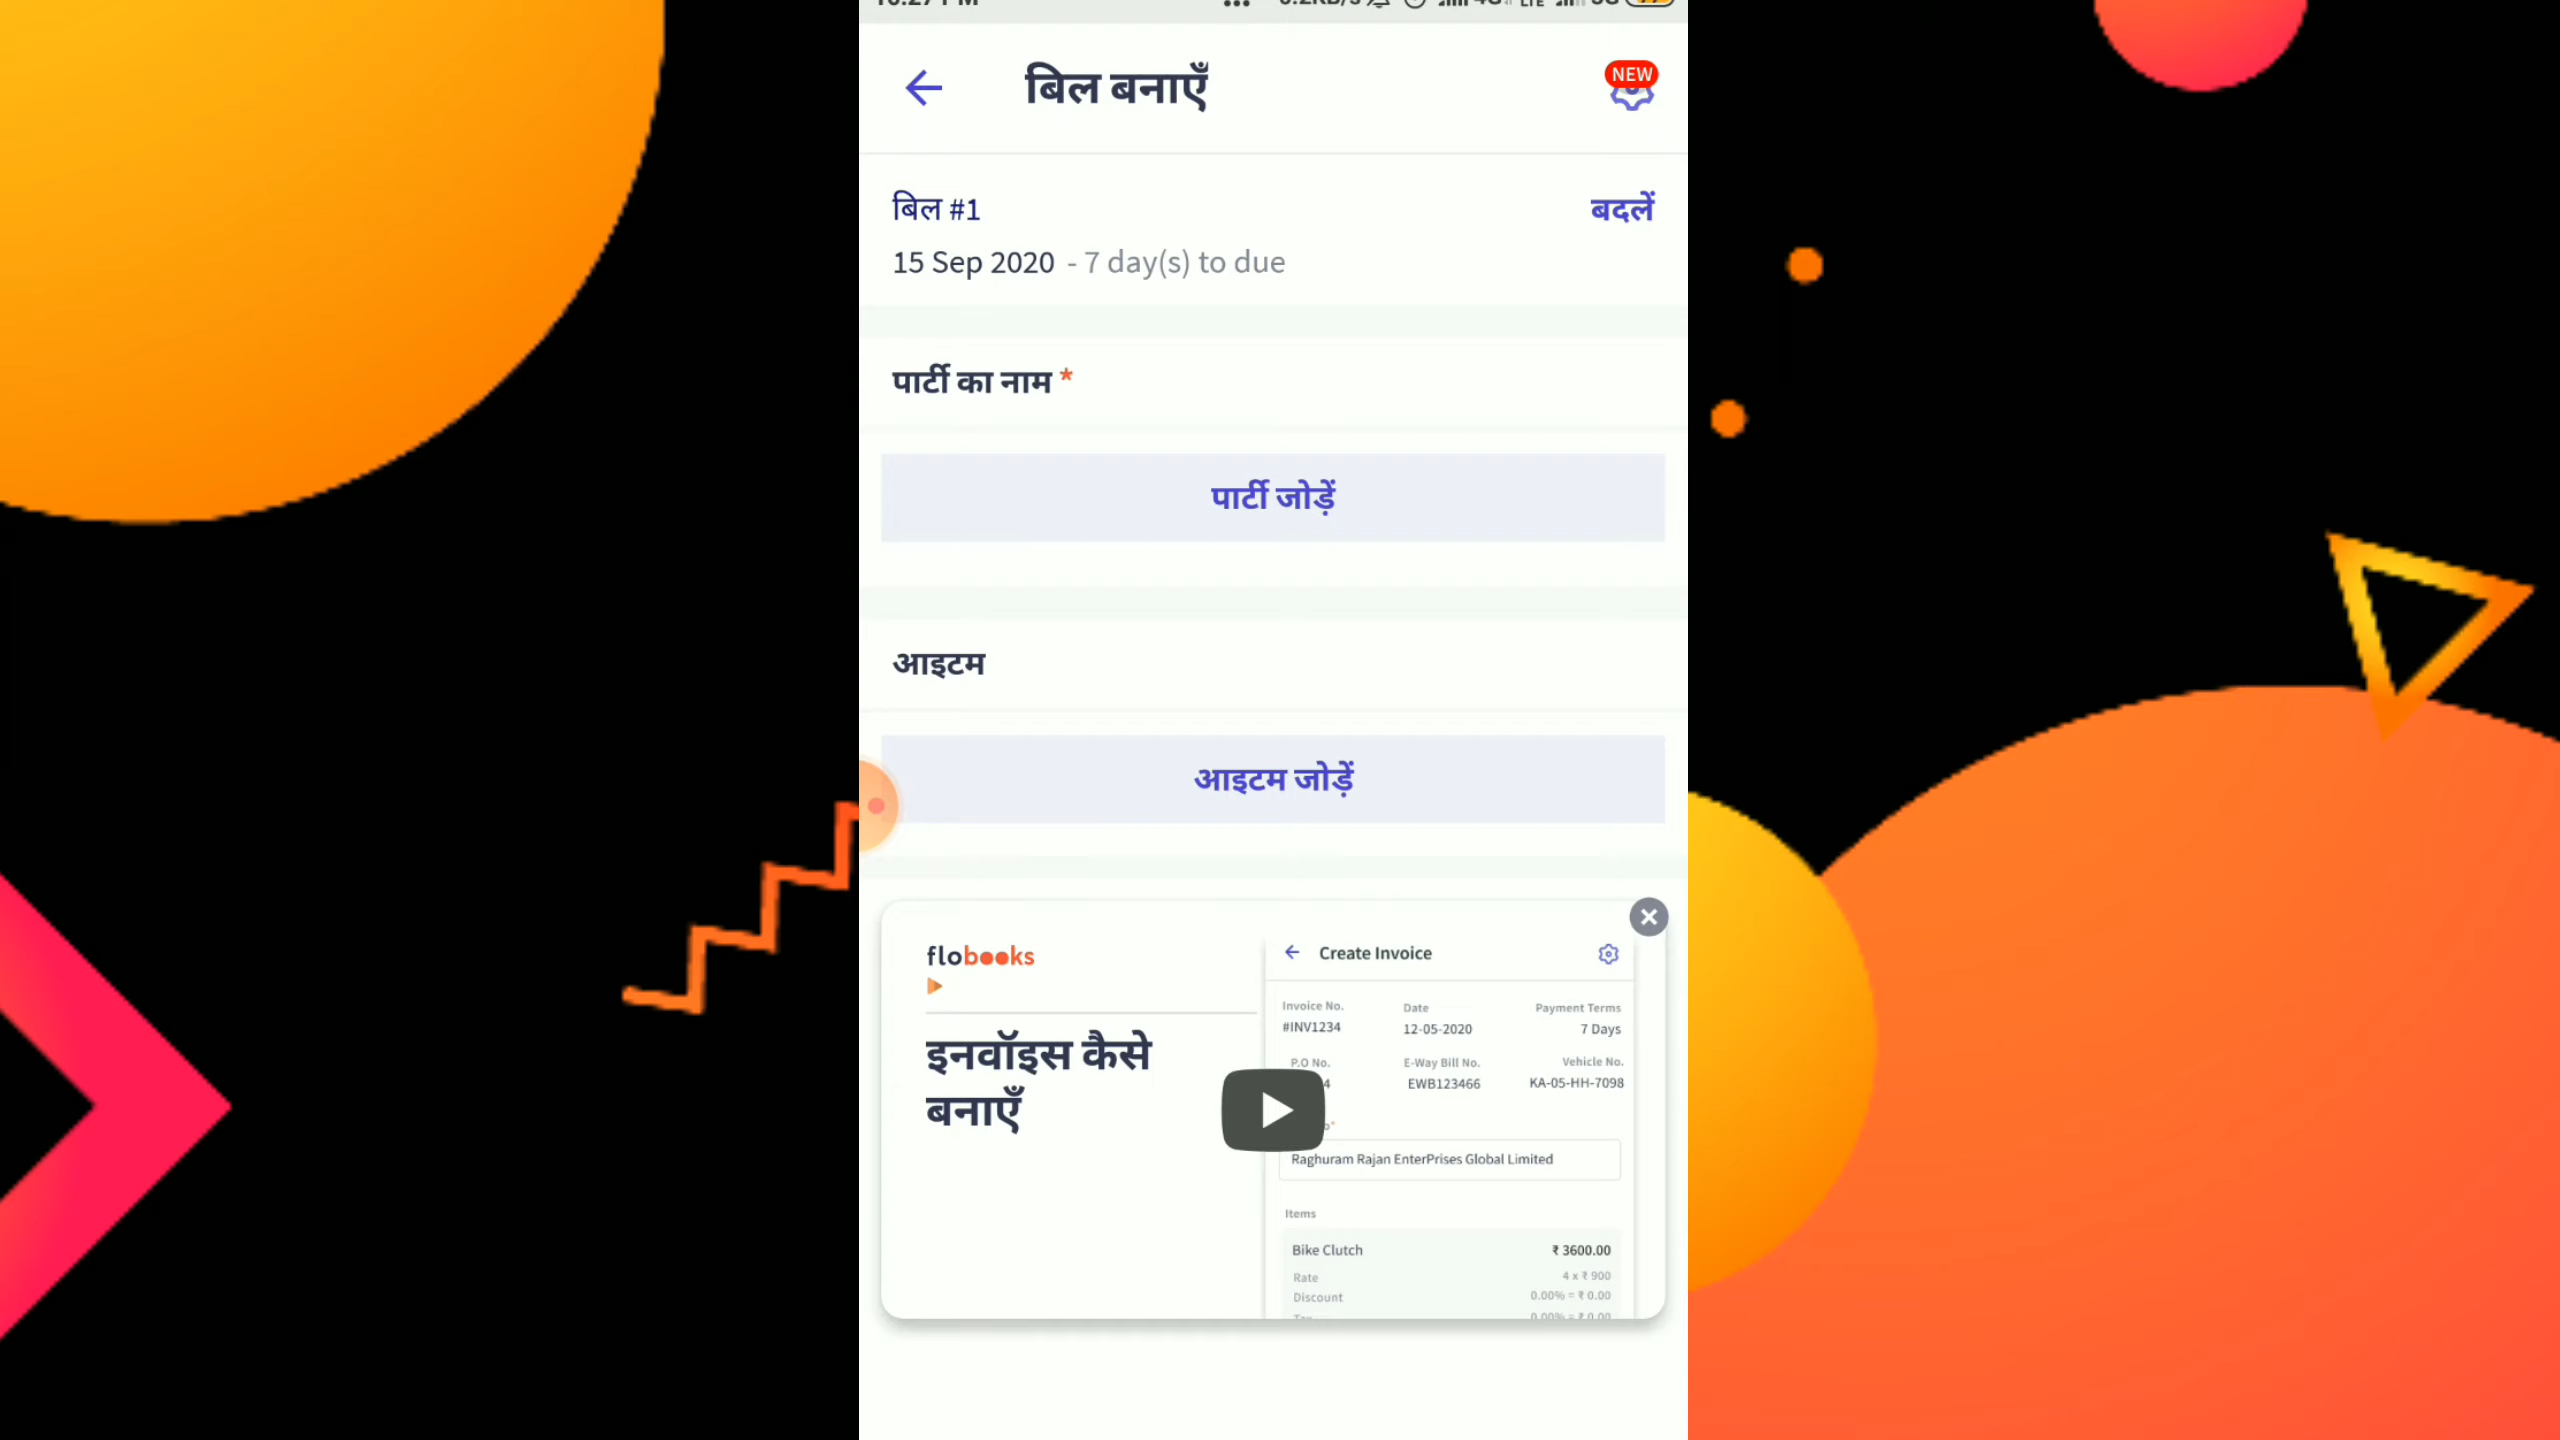 बिल बनाएँ
NEW
बिल #1
बदलें
15 Sep 2020 - 7 day(s) to due
पार्टी का नाम *
पार्टी जोड़ें
आइटम
आइटम जोड़ें
flobooks
इनवॉइस कैसे
बनाएँ
Create Invoice
Invoice No. Date Payment Terms
#INV1234 12-05-2020 7 Days
P.O No. E-Way Bill No. Vehicle No.
4 EWB123466 KA-05-HH-7098
Raghuram Rajan EnterPrises Global Limited
Items
Bike Clutch ₹ 3600.00
Rate 4 x ₹ 900
Discount 0.00% = ₹ 0.00